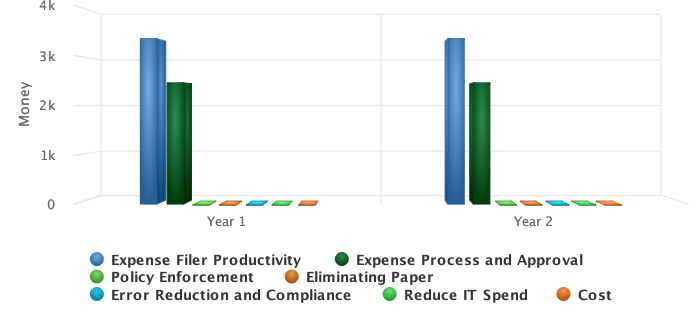 4k
3k
2k
1k
0
Money
Year 1
Year 2
Expense Filer Productivity
Expense Process and Approval
Policy Enforcement
Eliminating Paper
Error Reduction and Compliance
Reduce IT Spend
Cost